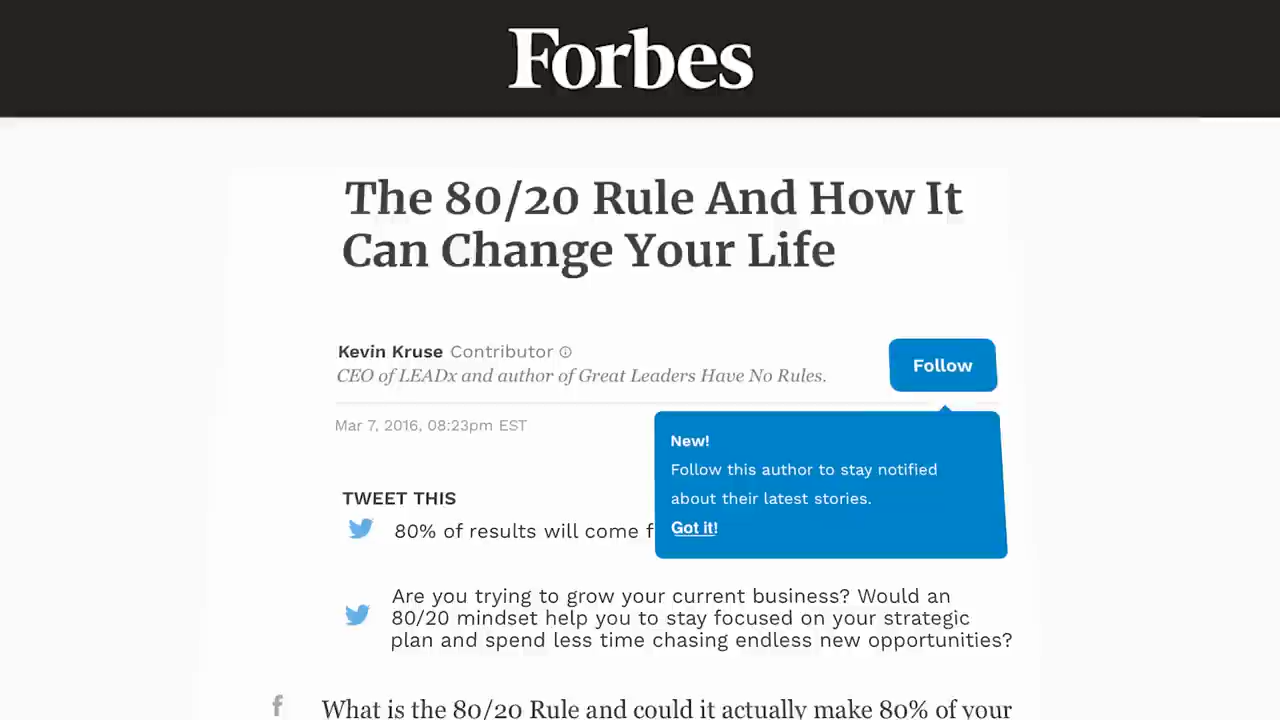 Forbes
The 80/20 Rule And How It
Can Change Your Life
Kevin Kruse Contributor
CEO of LEADx and author of Great Leaders Have No Rules.
Follow
Mar 7, 2016, 08:23pm EST
New!
Follow this author to stay notified
about their latest stories.
Got it!
TWEET THIS
80% of results will come f
Are you trying to grow your current business? Would an
80/20 mindset help you to stay focused on your strategic
plan and spend less time chasing endless new opportunities?
What is the 80/20 Rule and could it actually make 80% of your